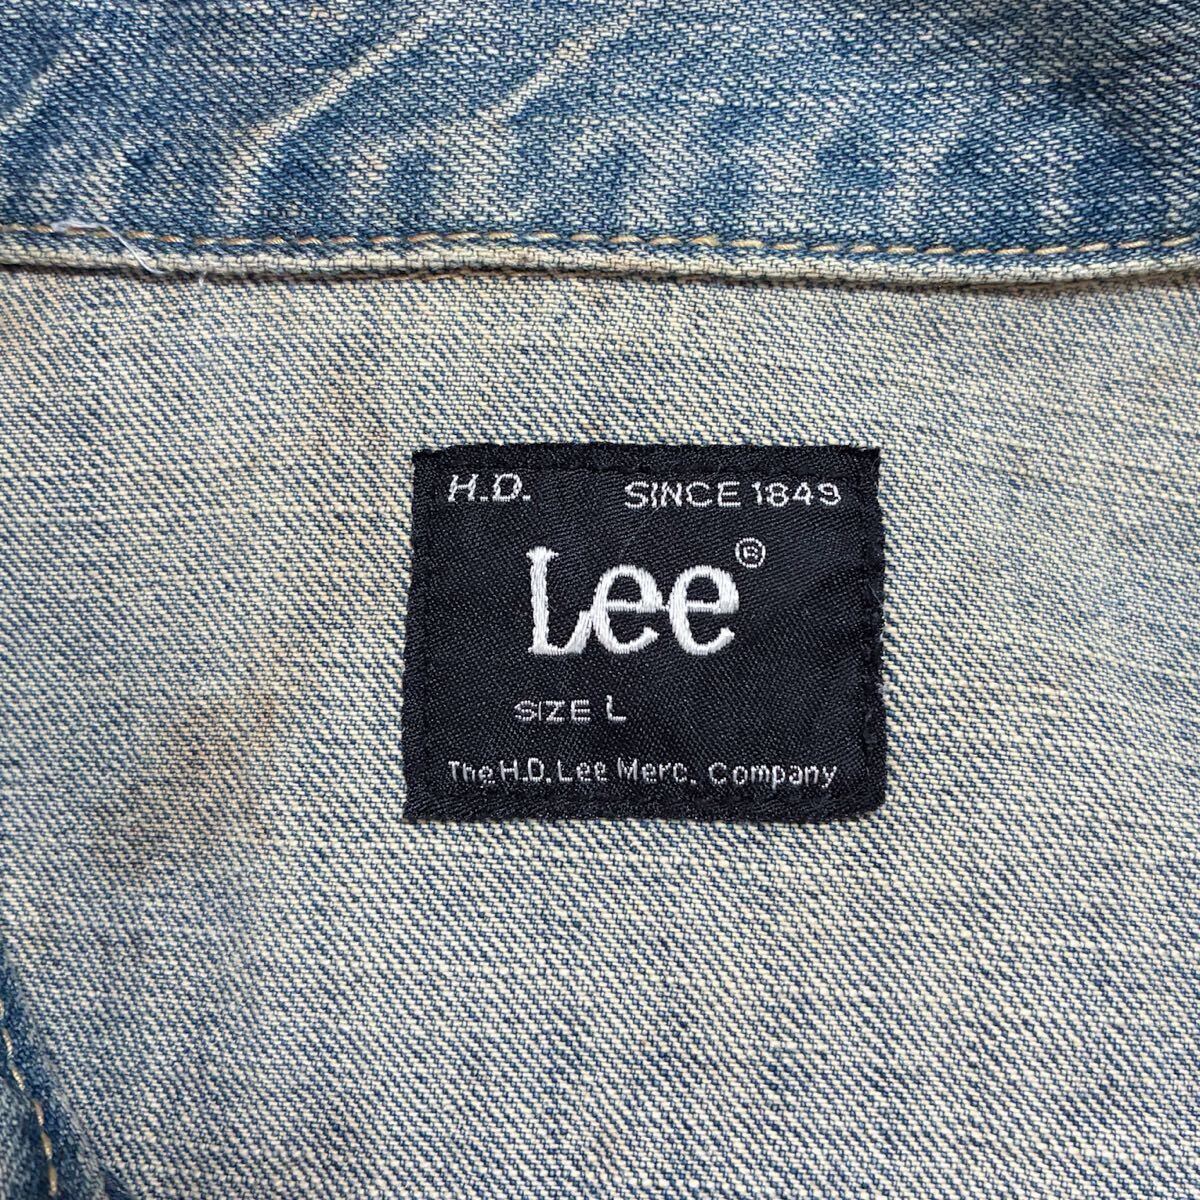 H.D. SINCE 1849
Lee®
SIZE L
The H.D. Lee Merc. Company